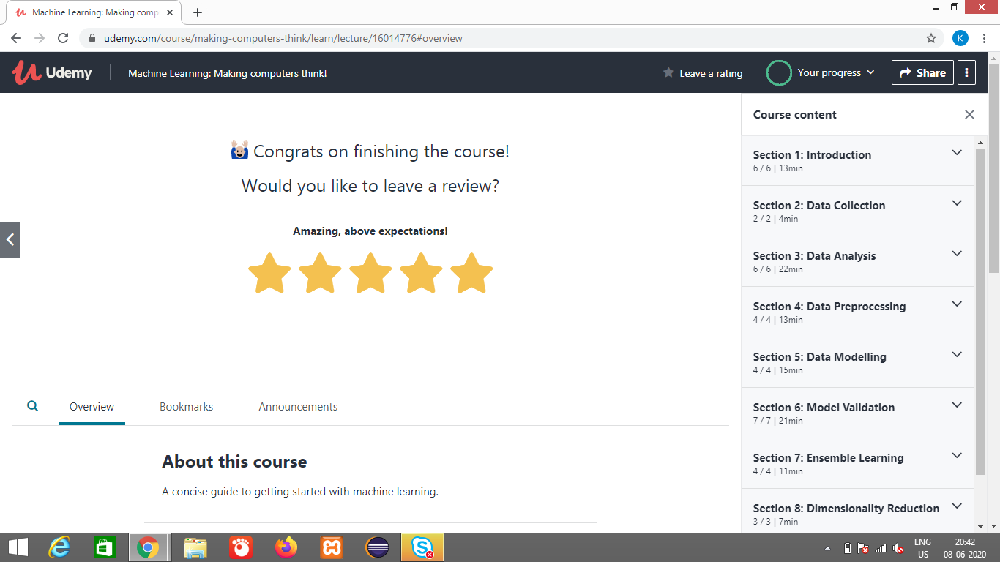 Machine Learning: Making comp
udemy.com/course/making-computers-think/learn/lecture/16014776#overview
K
Udemy
Machine Learning: Making computers think!
Leave a rating
Your progress
Share
Congrats on finishing the course!
Would you like to leave a review?
Amazing, above expectations!
Overview
Bookmarks
Announcements
About this course
A concise guide to getting started with machine learning.
Course content
Section 1: Introduction
6 / 6 | 13min
Section 2: Data Collection
2 / 2 | 4min
Section 3: Data Analysis
6 / 6 | 22min
Section 4: Data Preprocessing
4 / 4 | 13min
Section 5: Data Modelling
4 / 4 | 15min
Section 6: Model Validation
7 / 7 | 21min
Section 7: Ensemble Learning
4 / 4 | 11min
Section 8: Dimensionality Reduction
3 / 3 | 7min
ENG
US
20:42
08-06-2020